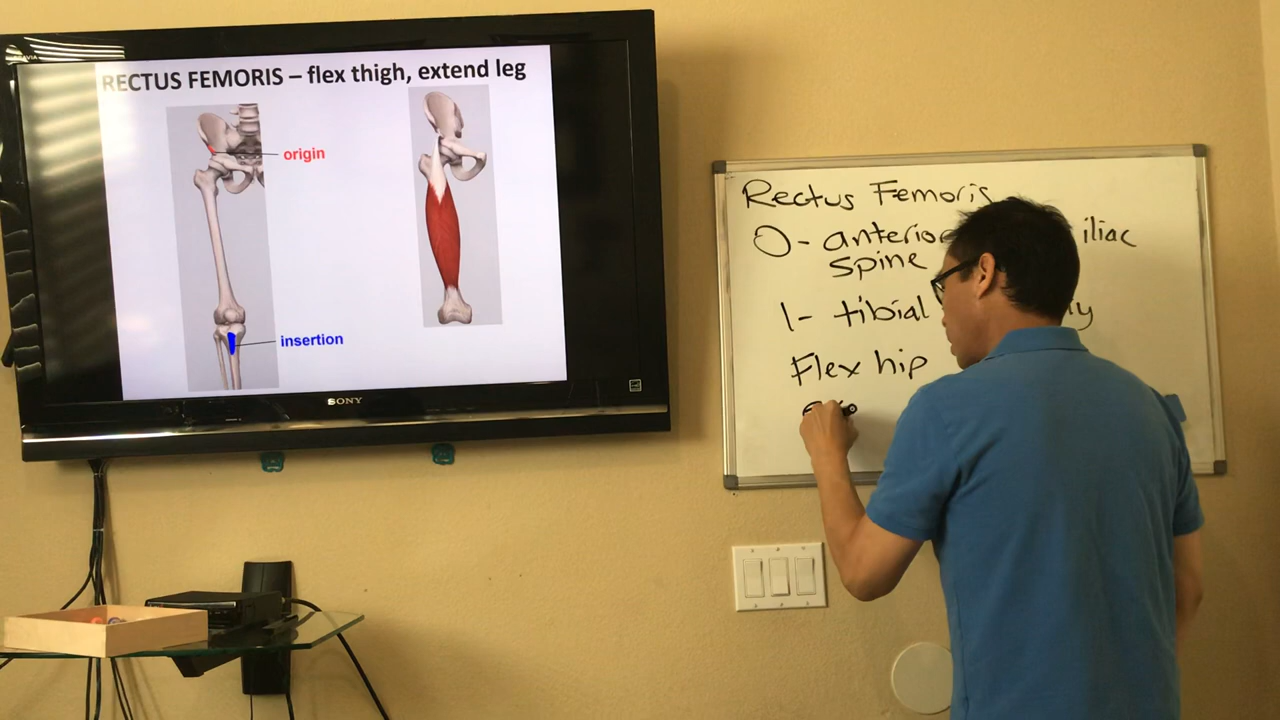 RECTUS FEMORIS – flex thigh, extend leg
origin
insertion
SONY
Rectus Femoris
O- anterior iliac
spine
I- tibial
Flex hip